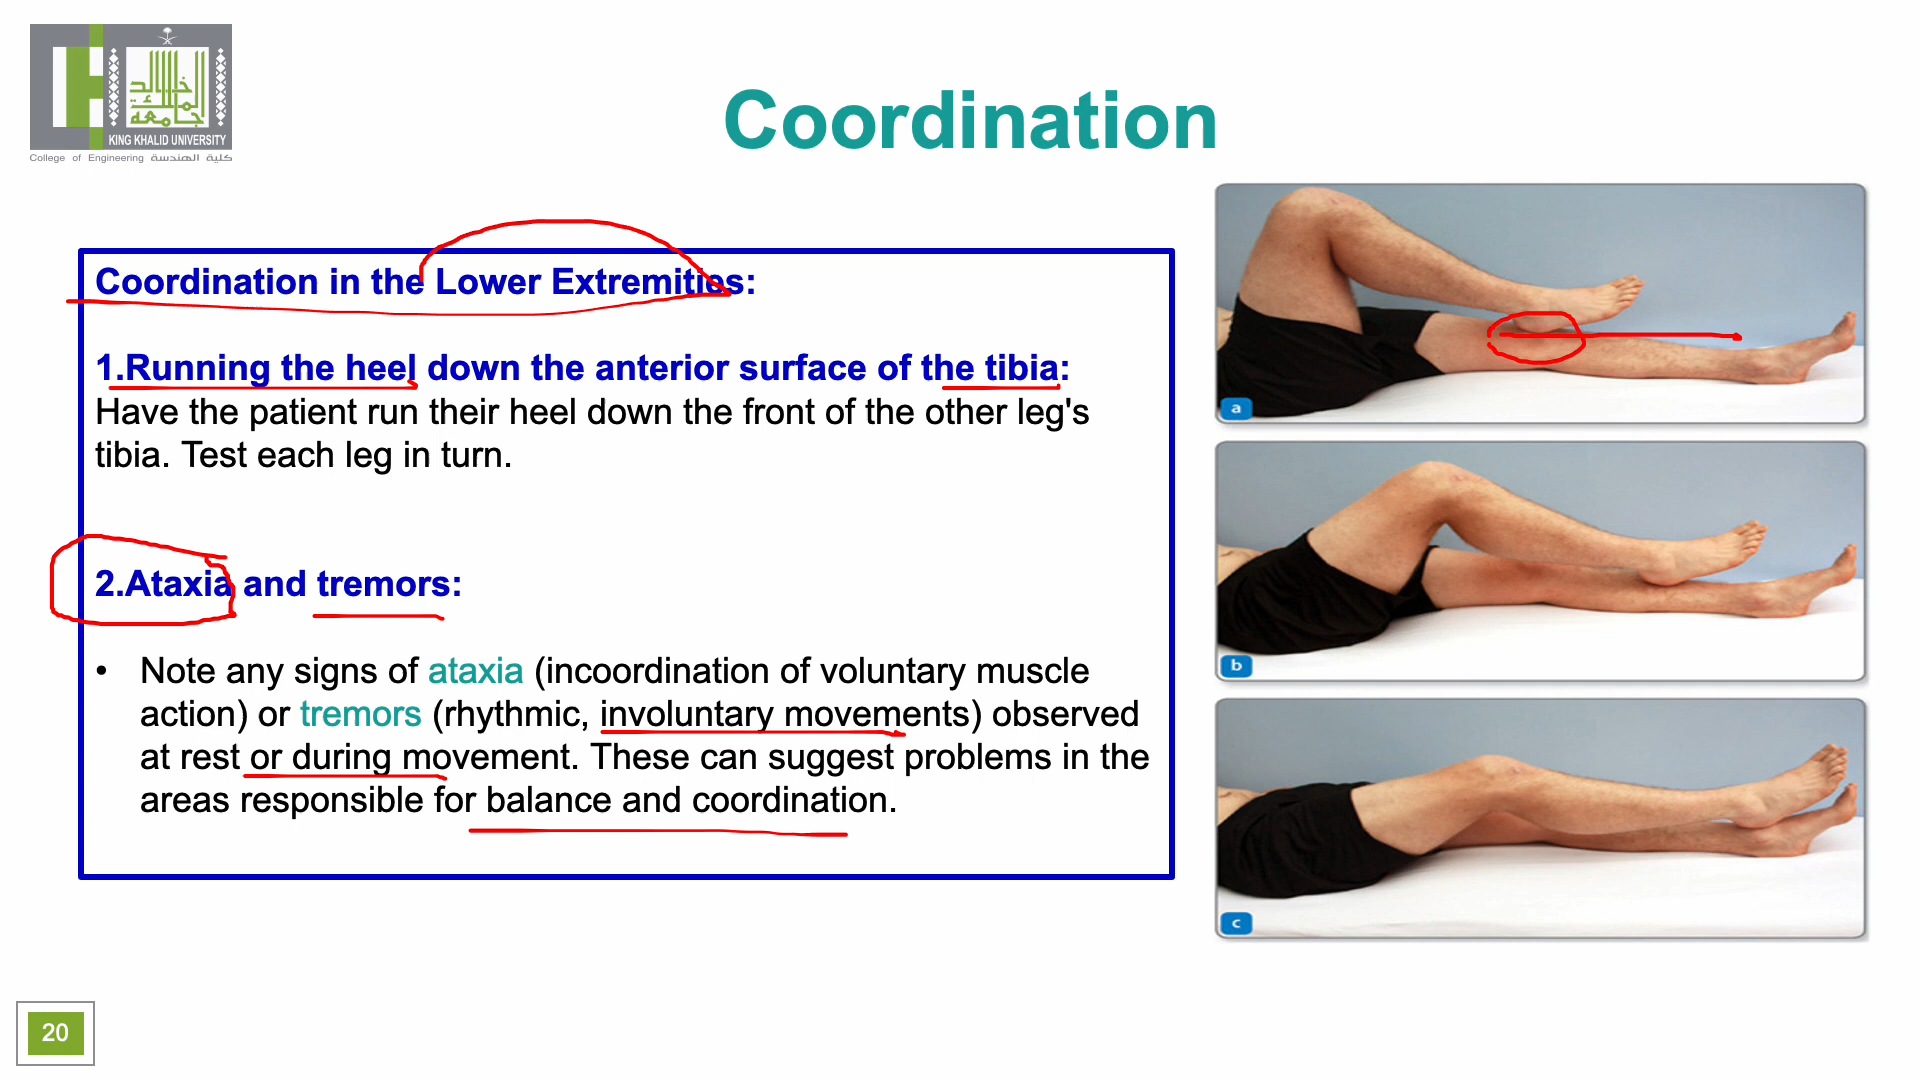 الملك خالد
جامعة
KING KHALID UNIVERSITY
College of Engineering كلية الهندسة
Coordination
Coordination in the Lower Extremities:
1.Running the heel down the anterior surface of the tibia:
Have the patient run their heel down the front of the other leg's
tibia. Test each leg in turn.
2.Ataxia and tremors:
• Note any signs of ataxia (incoordination of voluntary muscle
action) or tremors (rhythmic, involuntary movements) observed
at rest or during movement. These can suggest problems in the
areas responsible for balance and coordination.
a
b
c
20